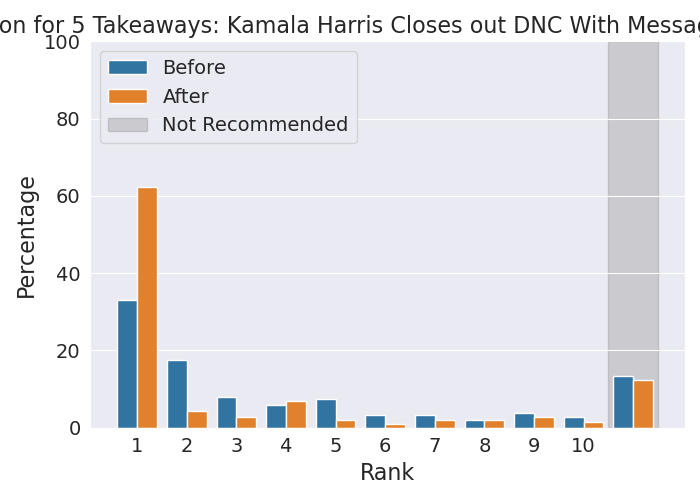 on for 5 Takeaways: Kamala Harris Closes out DNC With Messag
100
80
60
40
20
0
Percentage
Before
After
Not Recommended
1 2 3 4 5 6 7 8 9 10
Rank